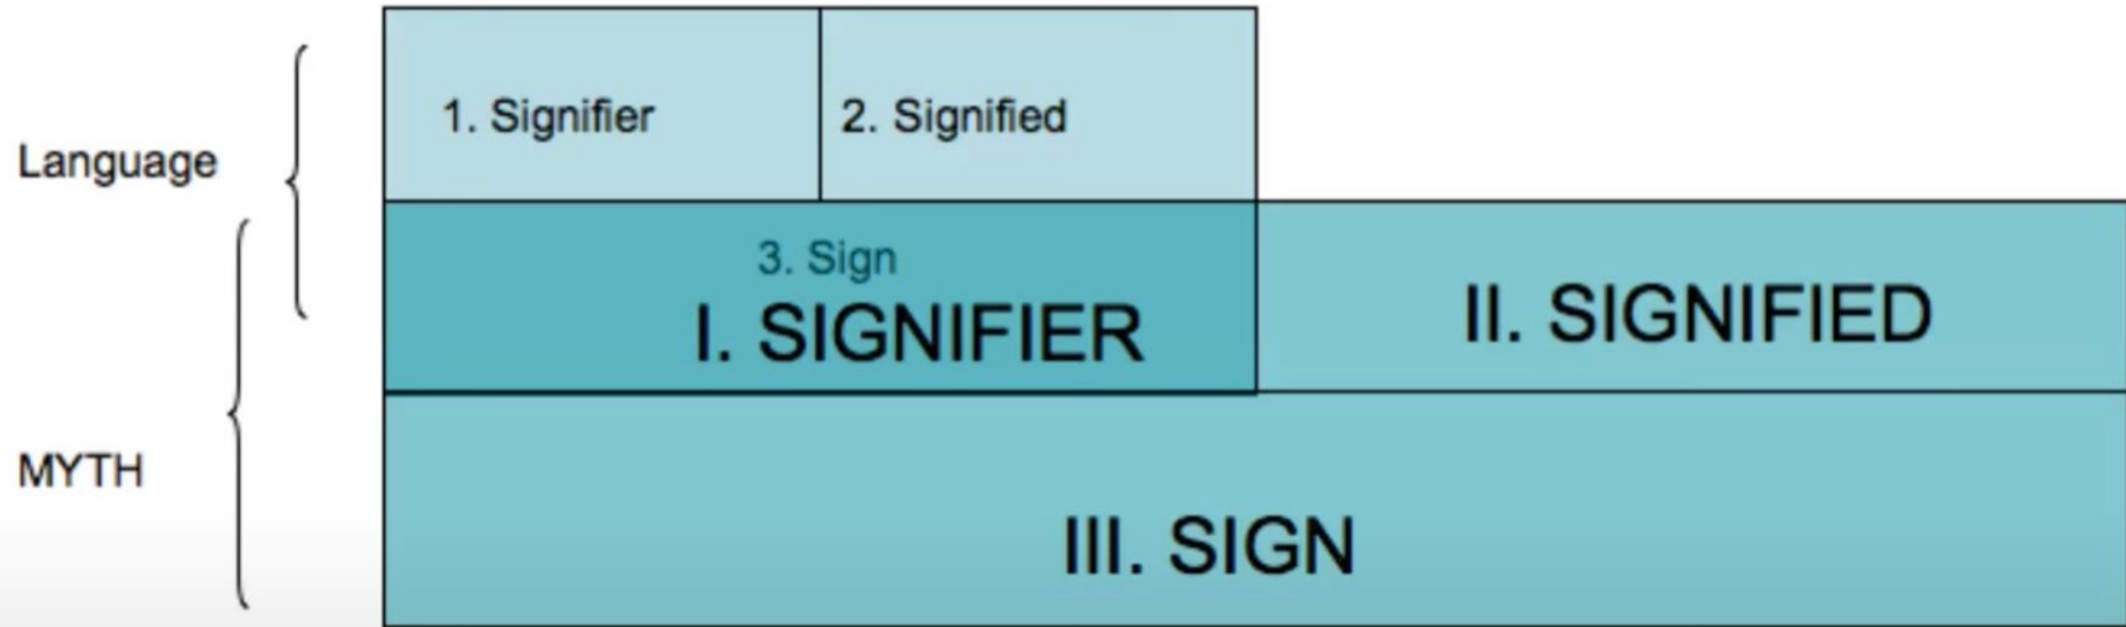 Language
MYTH
1. Signifier
2. Signified
3. Sign
I. SIGNIFIER
II. SIGNIFIED
III. SIGN